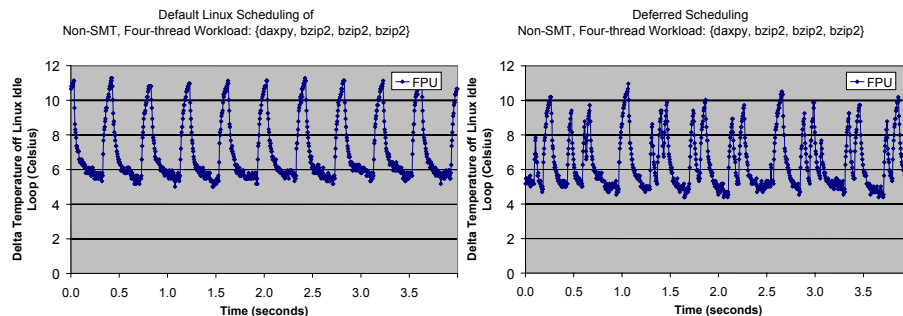 Default Linux Scheduling of
Non-SMT, Four-thread Workload: {daxpy, bzip2, bzip2, bzip2}
Delta Temperature off Linux Idle
Loop (Celsius)
12
10
8
6
4
2
0
FPU
0.0 0.5 1.0 1.5 2.0 2.5 3.0 3.5
Time (seconds)
Deferred Scheduling
Non-SMT, Four-thread Workload: {daxpy, bzip2, bzip2, bzip2}
Delta Temperature off Linux Idle
Loop (Celsius)
12
10
8
6
4
2
0
FPU
0.0 0.5 1.0 1.5 2.0 2.5 3.0 3.5
Time (seconds)